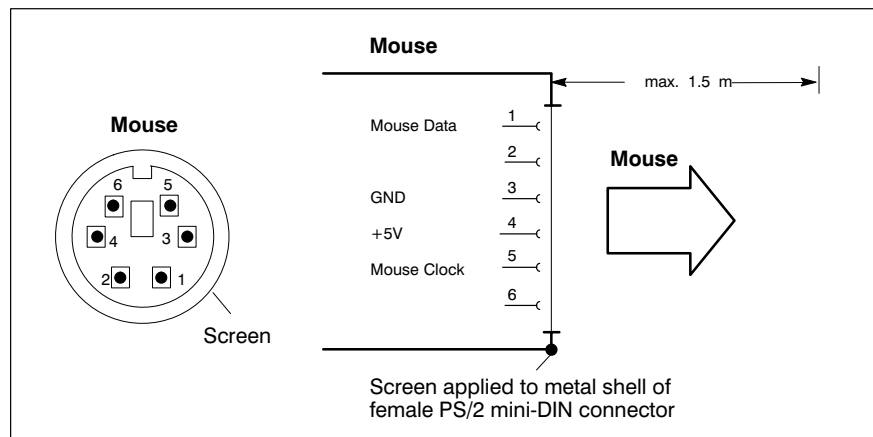 Mouse
6 5
4 3
2 1
Screen
Mouse
max. 1.5 m
Mouse Data 1
2
GND 3
+5V 4
Mouse Clock 5
6
Mouse
Screen applied to metal shell of
female PS/2 mini-DIN connector